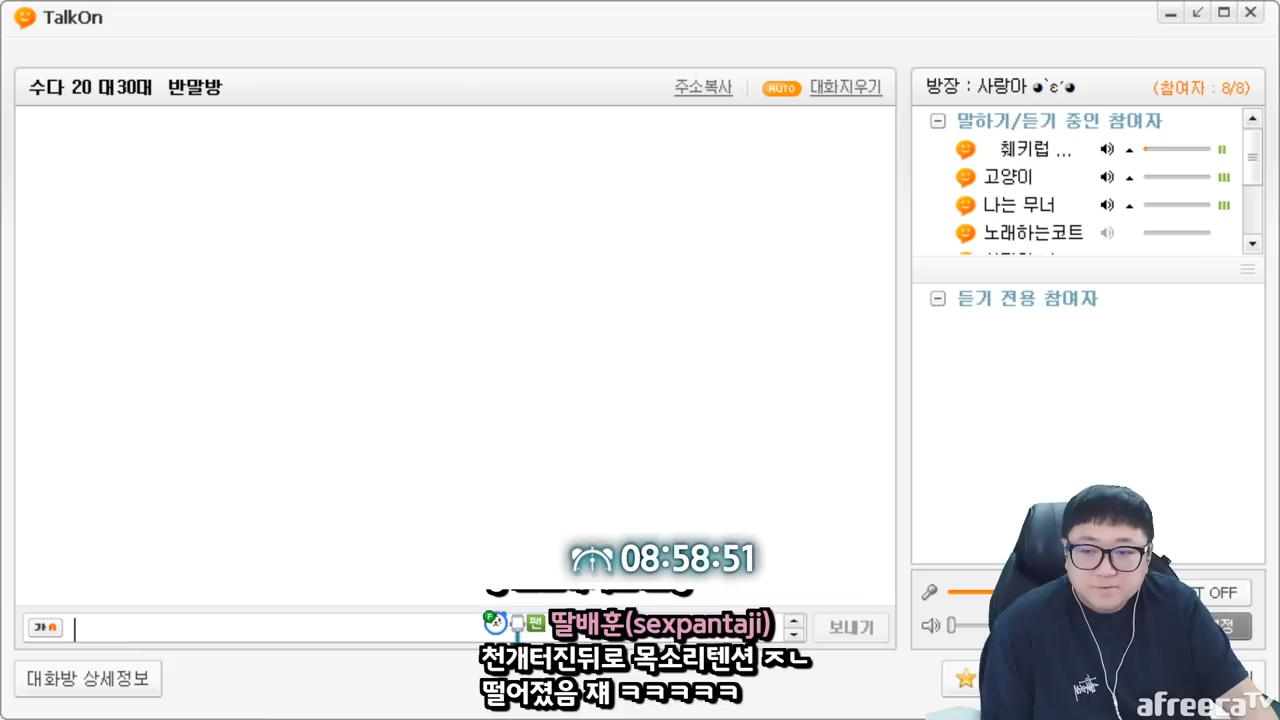 TalkOn
수다 20 대30대 반말방
주소복사
AUTO 대화지우기
방장 : 사랑아
(참여자 : 8/8)
말하기/듣기 중인 참여자
훼키럽 ...
고양이
나는 무너
노래하는코트
듣기 전용 참여자
08:58:51
가A
팬 딸배훈(sexpantaji)
보내기
천개터진뒤로 목소리텐션 ㅈㄴ
떨어졌음 쟤 ㅋㅋㅋㅋㅋ
대화방 상세정보
OFF
afreecaTV